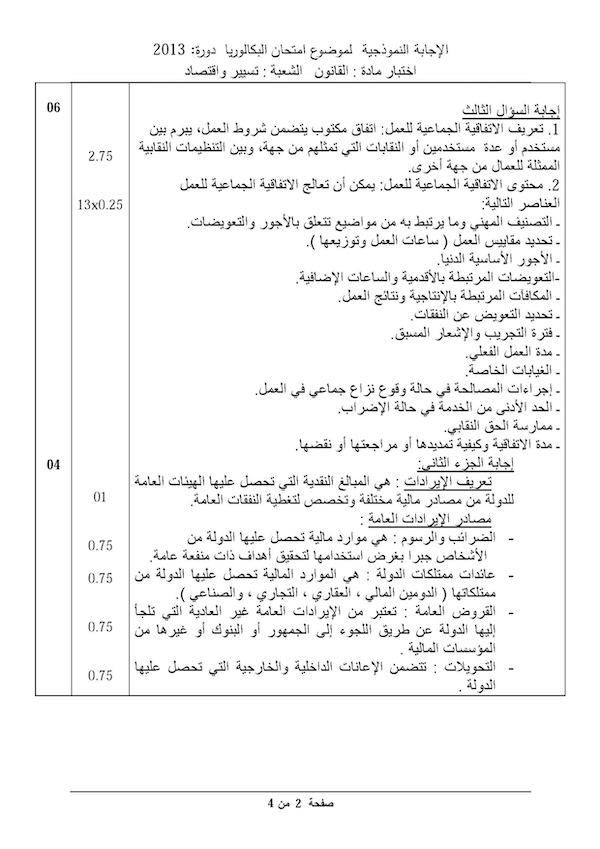 الإجابة النموذجية لموضوع امتحان البكالوريا دورة: 2013
اختبار مادة : القانون الشعبة : تسيير واقتصاد
06
إجابة السؤال الثالث
1. تعريف الاتفاقية الجماعية للعمل: اتفاق مكتوب يتضمن شروط العمل، يبرم بين
مستخدم أو عدة مستخدمين أو النقابات التي تمثلهم من جهة، وبين التنظيمات النقابية
2.75
الممثلة للعمال من جهة أخرى.
2. محتوى الاتفاقية الجماعية للعمل: يمكن أن تعالج الاتفاقية الجماعية للعمل
العناصر التالية:
13x0.25
ـ التصنيف المهني وما يرتبط به من مواضيع تتعلق بالأجور والتعويضات.
ـ تحديد مقاييس العمل ( ساعات العمل وتوزيعها ).
ـ الأجور الأساسية الدنيا.
-التعويضات المرتبطة بالأقدمية والساعات الإضافية.
ـ المكافآت المرتبطة بالإنتاجية ونتائج العمل.
ـ تحديد التعويض عن النفقات.
ـ فترة التجريب والإشعار المسبق.
ـ مدة العمل الفعلي.
ـ الغيابات الخاصة.
ـ إجراءات المصالحة في حالة وقوع نزاع جماعي في العمل.
ـ الحد الأدنى من الخدمة في حالة الإضراب.
ـ ممارسة الحق النقابي.
ـ مدة الاتفاقية وكيفية تمديدها أو مراجعتها أو نقضها.
04
إجابة الجزء الثاني:
تعريف الإيرادات : هي المبالغ النقدية التي تحصل عليها الهيئات العامة
01
للدولة من مصادر مالية مختلفة وتخصص لتغطية النفقات العامة.
مصادر الإيرادات العامة :
- الضرائب والرسوم : هي موارد مالية تحصل عليها الدولة من
0.75
الأشخاص جبرا بغرض استخدامها لتحقيق أهداف ذات منفعة عامة.
- عائدات ممتلكات الدولة : هي الموارد المالية تحصل عليها الدولة من
0.75
ممتلكاتها ( الدومين المالي ، العقاري ، التجاري ، والصناعي ).
- القروض العامة : تعتبر من الإيرادات العامة غير العادية التي تلجأ
0.75
إليها الدولة عن طريق اللجوء إلى الجمهور أو البنوك أو غيرها من
المؤسسات المالية .
- التحويلات : تتضمن الإعانات الداخلية والخارجية التي تحصل عليها
0.75
الدولة .
صفحة 2 من 4